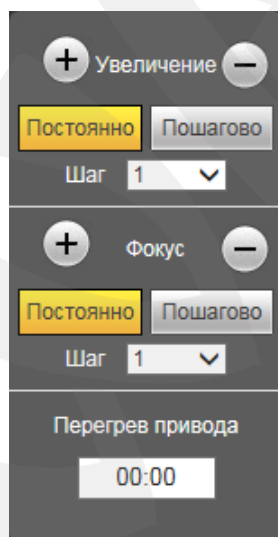 + Увеличение −
Постоянно Пошагово
Шаг 1
+ Фокус −
Постоянно Пошагово
Шаг 1
Перегрев привода
00:00